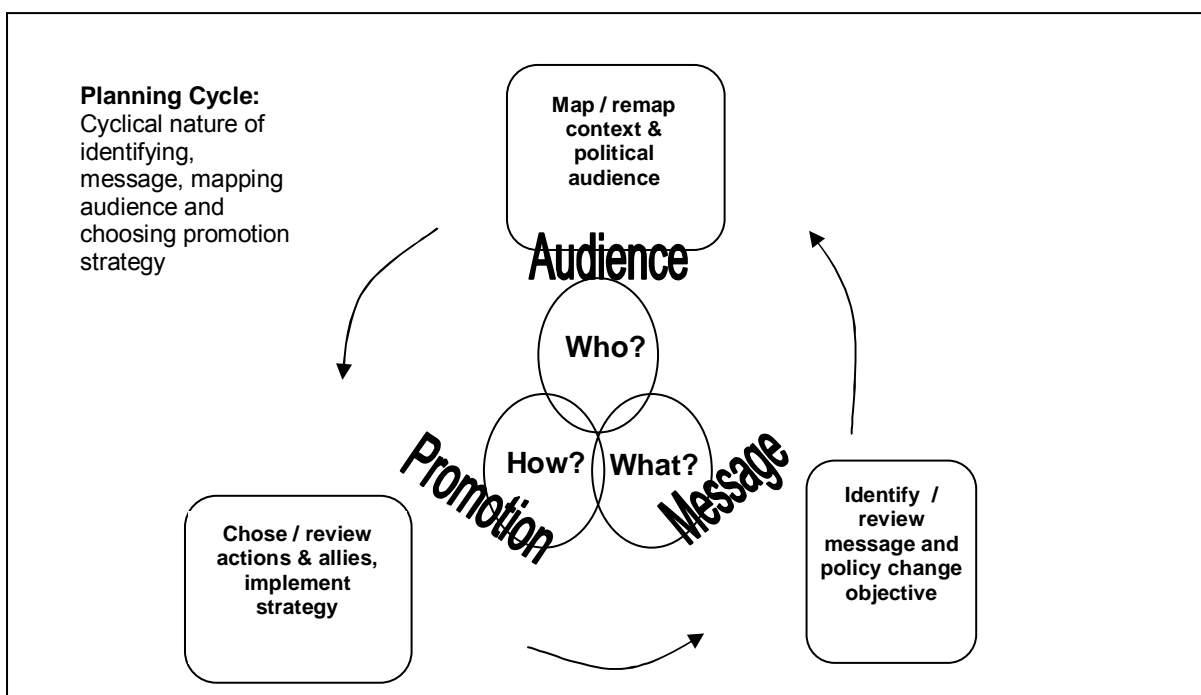 Planning Cycle:
Cyclical nature of
identifying,
message, mapping
audience and
choosing promotion
strategy
Map / remap
context &
political
audience
Audience
Who?
How?
What?
Promotion
Message
Chose / review
actions & allies,
implement
strategy
Identify /
review
message and
policy change
objective